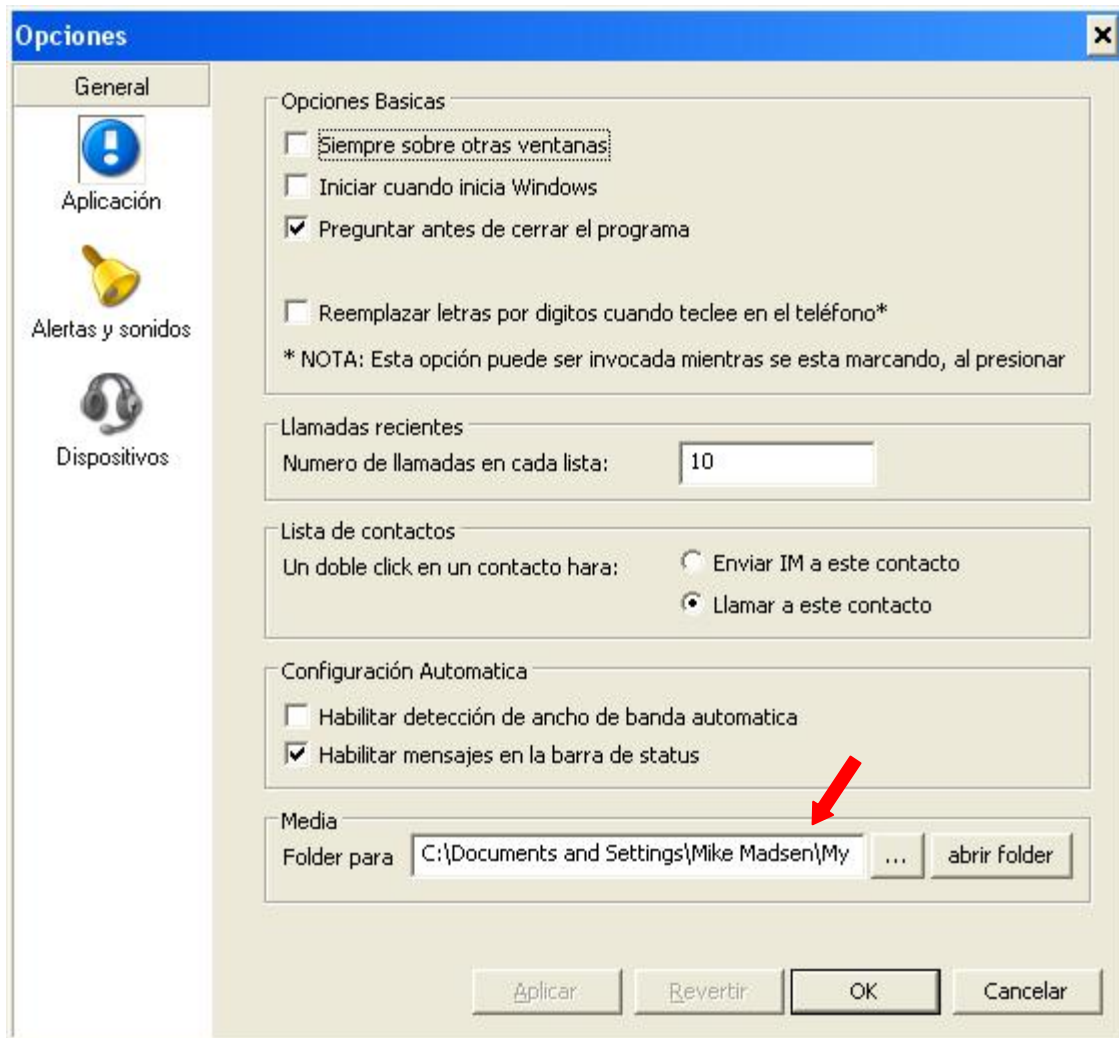 Opciones
General
Aplicación
Alertas y sonidos
Dispositivos
Opciones Basicas
Siempre sobre otras ventanas
Iniciar cuando inicia Windows
Preguntar antes de cerrar el programa
Reemplazar letras por digitos cuando teclee en el teléfono*
* NOTA: Esta opción puede ser invocada mientras se esta marcando, al presionar
Llamadas recientes
Numero de llamadas en cada lista: 10
Lista de contactos
Un doble click en un contacto hara: Enviar IM a este contacto
Llamar a este contacto
Configuración Automatica
Habilitar detección de ancho de banda automatica
Habilitar mensajes en la barra de status
Media
Folder para C:\Documents and Settings\Mike Madsen\My ... abrir folder
Aplicar Revertir OK Cancelar